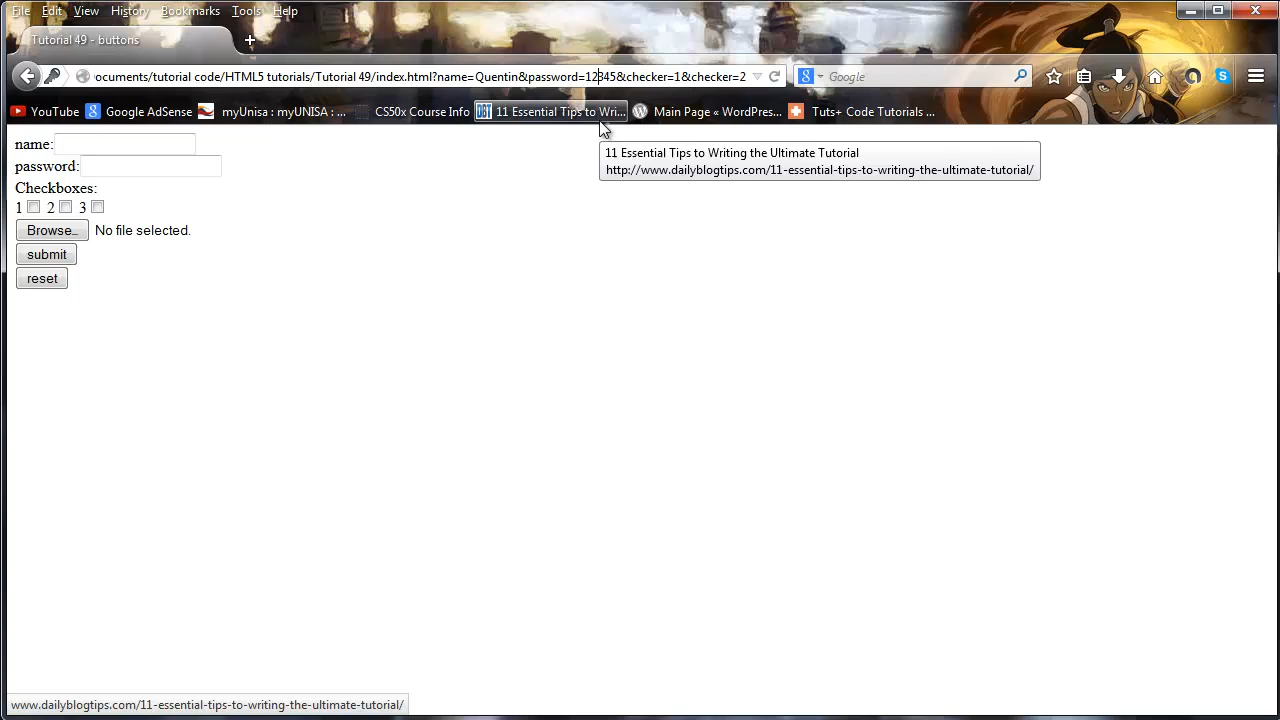 File Edit View History Bookmarks Tools Help
Tutorial 49 - buttons
ocuments/tutorial code/HTML5 tutorials/Tutorial 49/index.html?name=Quentin&password=12345&checker=1&checker=2
Google
YouTube Google AdSense myUnisa : myUNISA : ... CS50x Course Info DBT 11 Essential Tips to Wri... Main Page « WordPres... Tuts+ Code Tutorials ...
name:
11 Essential Tips to Writing the Ultimate Tutorial
http://www.dailyblogtips.com/11-essential-tips-to-writing-the-ultimate-tutorial/
password:
Checkboxes:
1 2 3
Browse... No file selected.
submit
reset
www.dailyblogtips.com/11-essential-tips-to-writing-the-ultimate-tutorial/